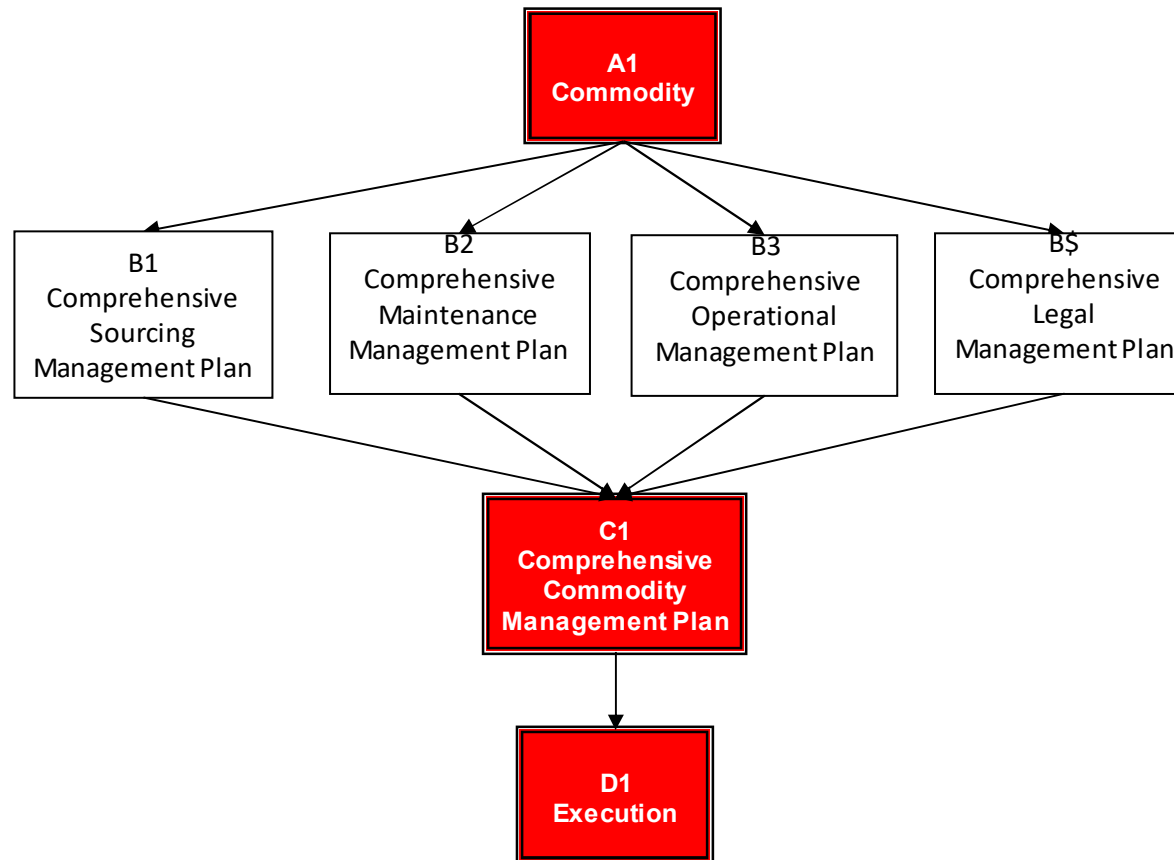 A1
Commodity
B1
Comprehensive
Sourcing
Management Plan
B2
Comprehensive
Maintenance
Management Plan
B3
Comprehensive
Operational
Management Plan
B$
Comprehensive
Legal
Management Plan
C1
Comprehensive
Commodity
Management Plan
D1
Execution